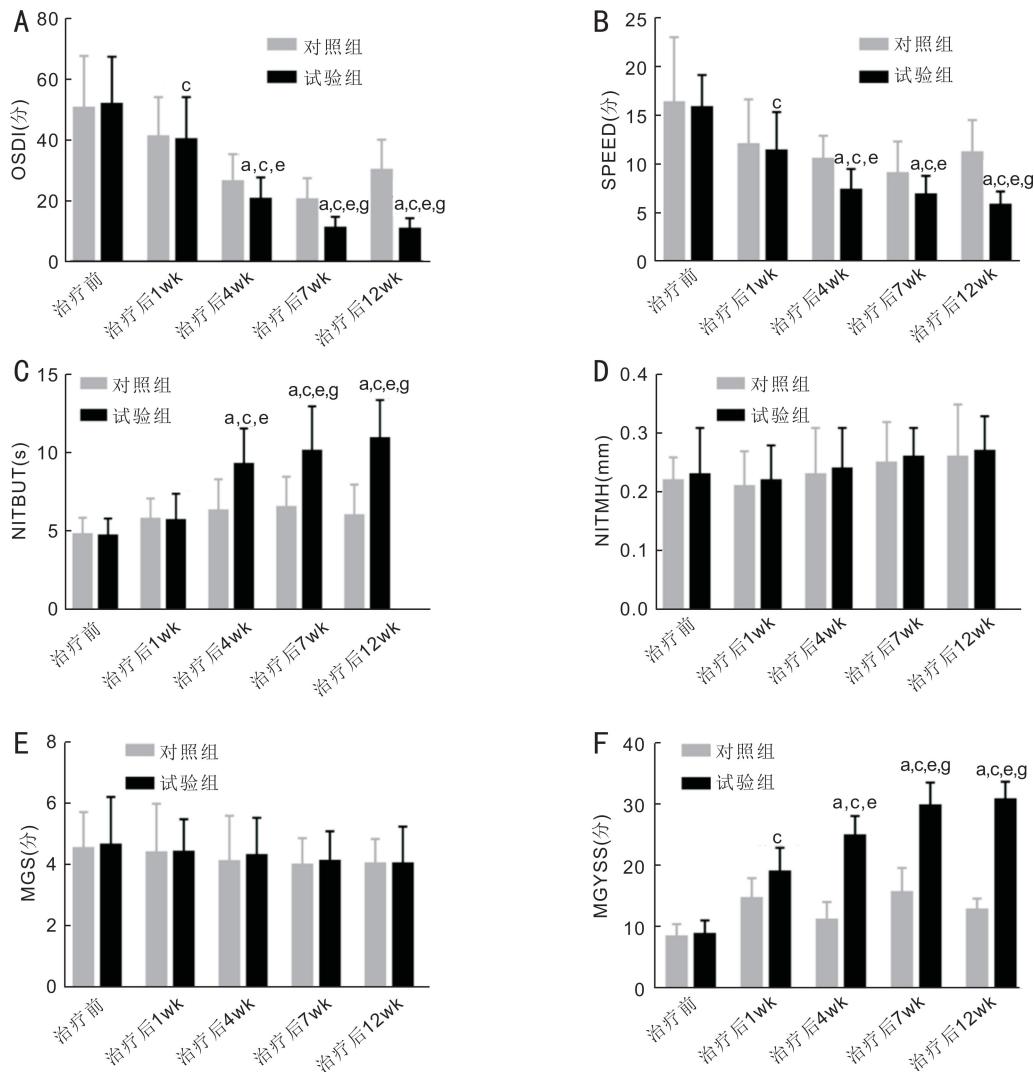 A
80
60
40
20
0
OSDI(分)
对照组
试验组
c
a,c,e
a,c,e,g
a,c,e,g
治疗前
治疗后1wk
治疗后4wk
治疗后7wk
治疗后12wk
B
25
20
15
10
5
0
SPEED(分)
对照组
试验组
c
a,c,e
a,c,e
a,c,e,g
治疗前
治疗后1wk
治疗后4wk
治疗后7wk
治疗后12wk
C
15
10
5
0
NITBUT(s)
对照组
试验组
a,c,e
a,c,e,g
a,c,e,g
治疗前
治疗后1wk
治疗后4wk
治疗后7wk
治疗后12wk
D
0.4
0.3
0.2
0.1
0.0
NITMH(mm)
对照组
试验组
治疗前
治疗后1wk
治疗后4wk
治疗后7wk
治疗后12wk
E
8
6
4
2
0
MGS(分)
对照组
试验组
治疗前
治疗后1wk
治疗后4wk
治疗后7wk
治疗后12wk
F
40
30
20
10
0
MGYSS(分)
对照组
试验组
c
a,c,e
a,c,e,g
a,c,e,g
治疗前
治疗后1wk
治疗后4wk
治疗后7wk
治疗后12wk